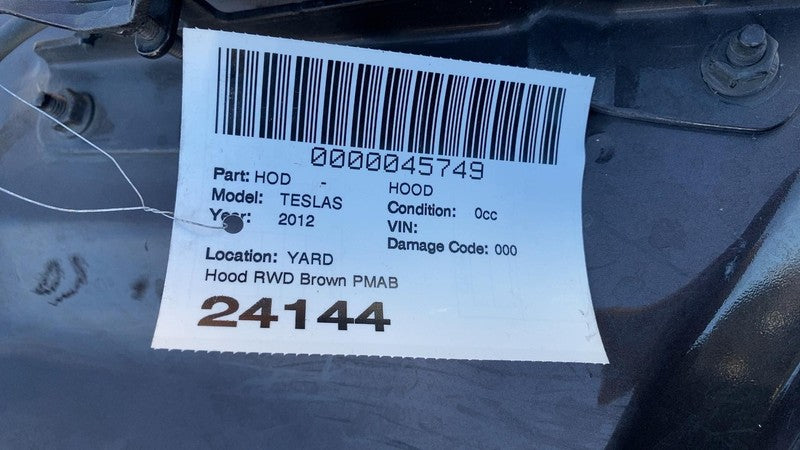 0000045749
Part: HOD - HOOD
Model: TESLAS Condition: 0cc
Year: 2012 VIN:
Damage Code: 000
Location: YARD
Hood RWD Brown PMAB
24144